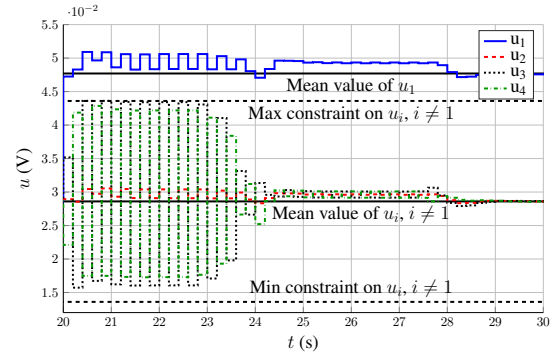 ·10⁻²
5.5
5
4.5
4
3.5
3
2.5
2
1.5
u (V)
u₁
u₂
u₃
u₄
Mean value of u₁
Max constraint on uᵢ, i ≠ 1
Mean value of uᵢ, i ≠ 1
Min constraint on uᵢ, i ≠ 1
20 21 22 23 24 25 26 27 28 29 30
t (s)